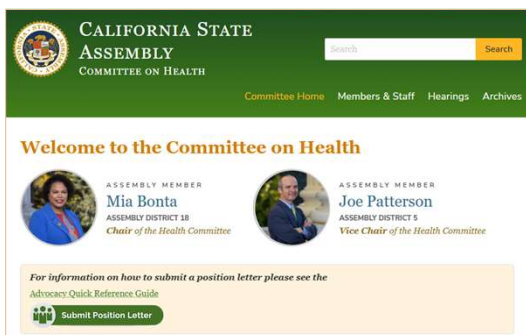 CALIFORNIA STATE
ASSEMBLY
COMMITTEE ON HEALTH
Search
Search
Committee Home Members & Staff Hearings Archives
Welcome to the Committee on Health
ASSEMBLY MEMBER
Mia Bonta
ASSEMBLY DISTRICT 18
Chair of the Health Committee
ASSEMBLY MEMBER
Joe Patterson
ASSEMBLY DISTRICT 5
Vice Chair of the Health Committee
For information on how to submit a position letter please see the
Advocacy Quick Reference Guide
Submit Position Letter